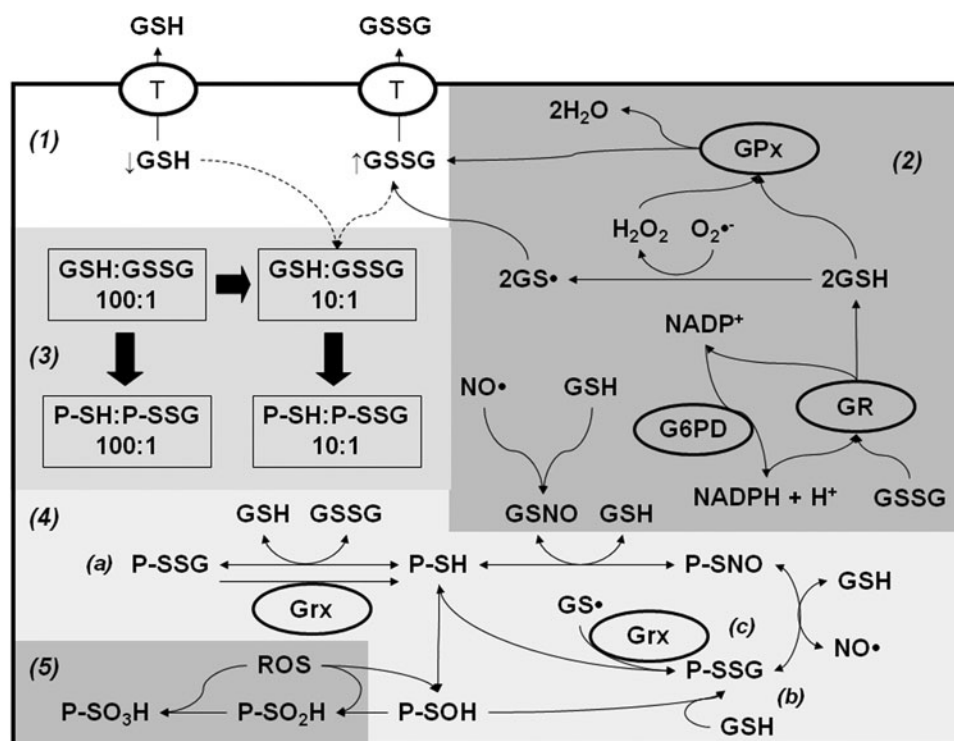 GSH GSSG
T T
(1)
↓GSH ↑GSSG
2H₂O
GPx
(2)
H₂O₂ O₂•-
2GS• 2GSH
GSH:GSSG
100:1
GSH:GSSG
10:1
(3)
P-SH:P-SSG
100:1
P-SH:P-SSG
10:1
NADP⁺
NO• GSH
G6PD
GR
NADPH + H⁺ GSSG
GSNO GSH
(4)
GSH GSSG
(a) P-SSG P-SH P-SNO
Grx
GS•
Grx
(c)
P-SSG
(b)
GSH
NO•
(5)
ROS
P-SO₃H P-SO₂H P-SOH
GSH